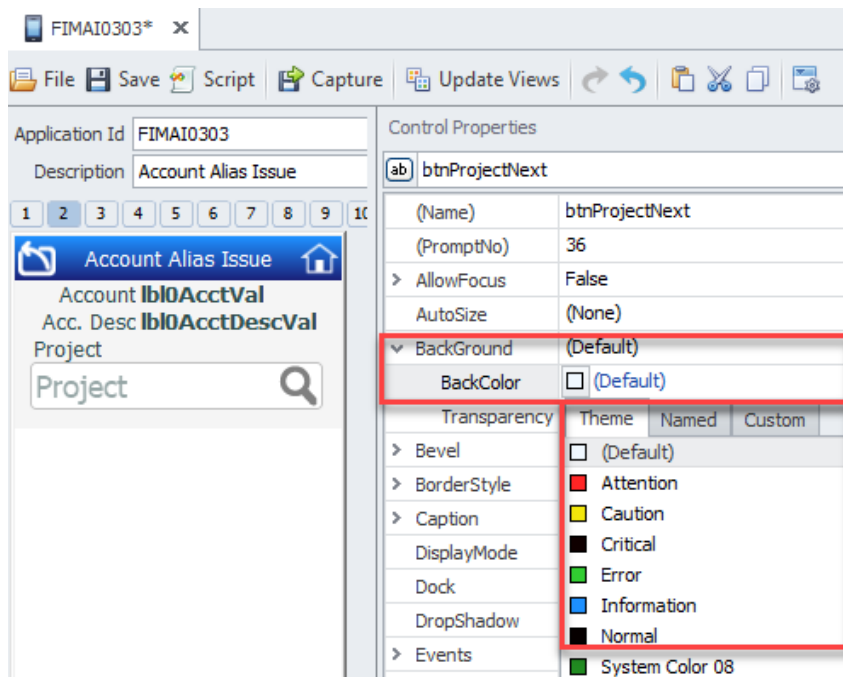 FIMAI0303* X
File Save Script Capture Update Views
Application Id FIMAI0303
Description Account Alias Issue
1 2 3 4 5 6 7 8 9 10
Account Alias Issue
Account lbl0AcctVal
Acc. Desc lbl0AcctDescVal
Project
Project
Control Properties
ab btnProjectNext
(Name) btnProjectNext
(PromptNo) 36
> AllowFocus False
AutoSize (None)
BackGround (Default)
BackColor (Default)
Transparency
Theme Named Custom
(Default)
> Bevel
Attention
> BorderStyle
Caution
> Caption
Critical
DisplayMode
Error
Dock
Information
DropShadow
Normal
> Events
System Color 08